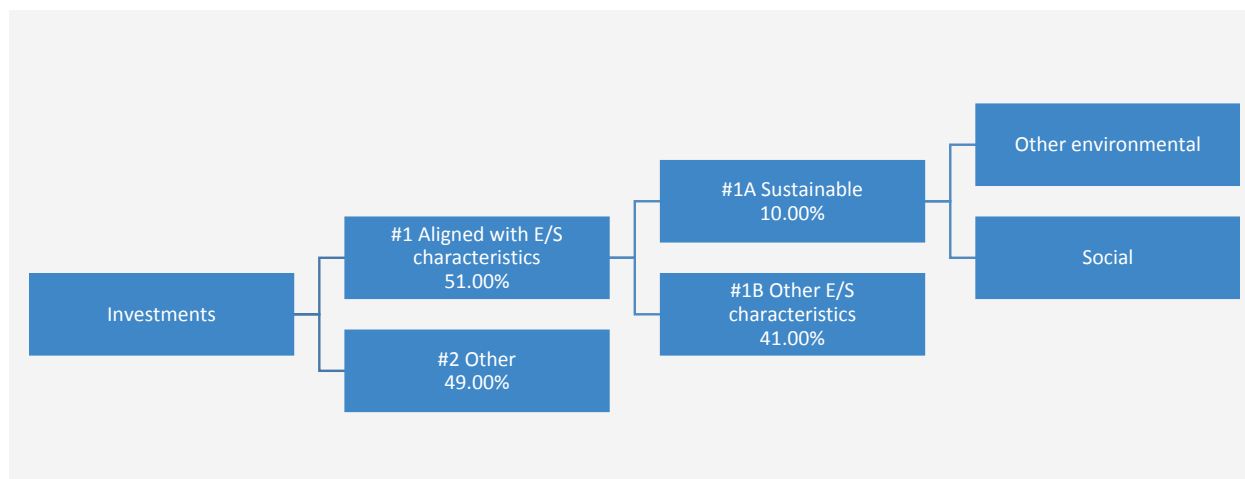 Investments
#1 Aligned with E/S
characteristics
51.00%
#2 Other
49.00%
#1A Sustainable
10.00%
#1B Other E/S
characteristics
41.00%
Other environmental
Social